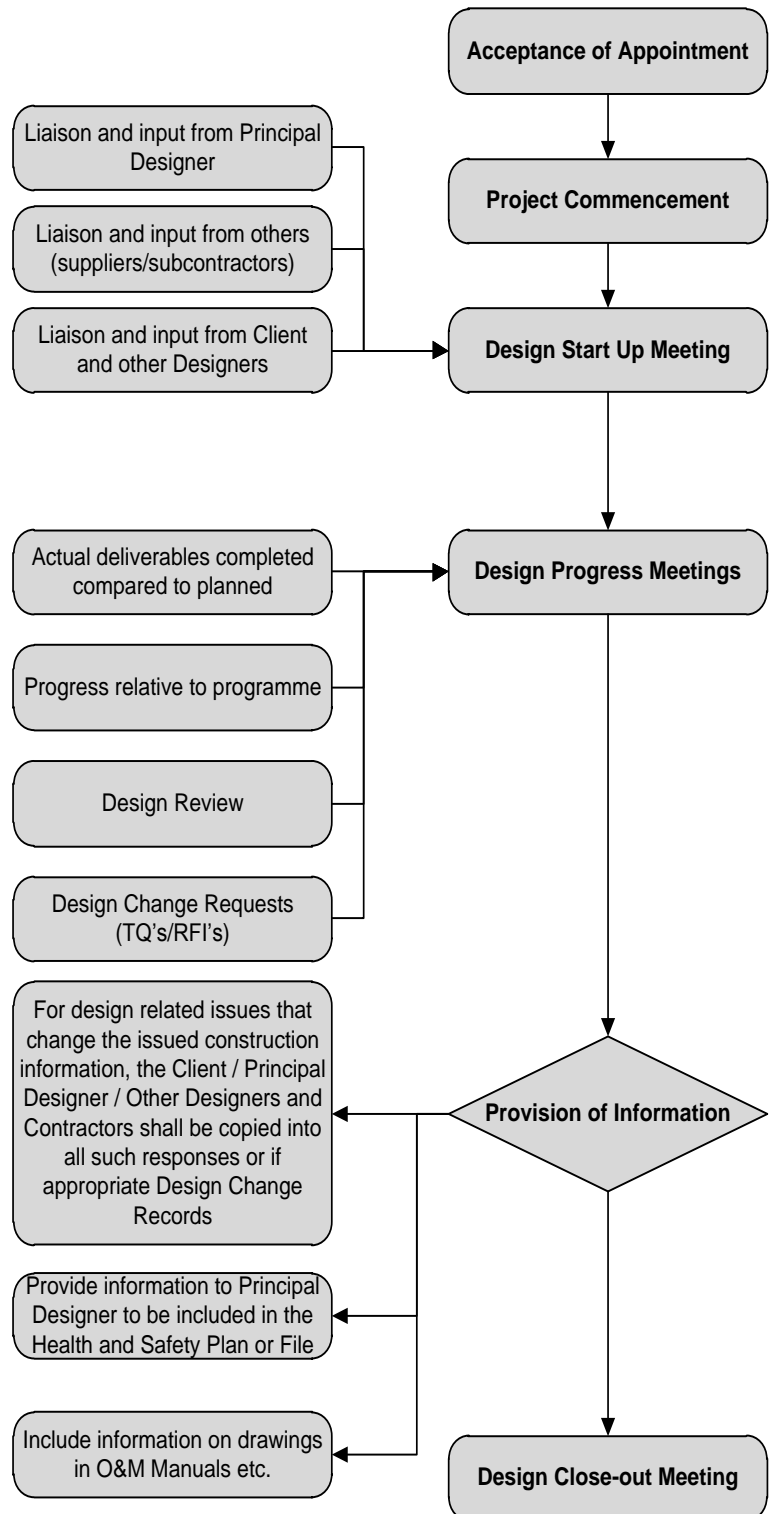 Acceptance of Appointment
Liaison and input from Principal
Designer
Project Commencement
Liaison and input from others
(suppliers/subcontractors)
Liaison and input from Client
and other Designers
Design Start Up Meeting
Actual deliverables completed
compared to planned
Design Progress Meetings
Progress relative to programme
Design Review
Design Change Requests
(TQ's/RFI's)
For design related issues that
change the issued construction
information, the Client / Principal
Designer / Other Designers and
Contractors shall be copied into
all such responses or if
appropriate Design Change
Records
Provision of Information
Provide information to Principal
Designer to be included in the
Health and Safety Plan or File
Include information on drawings
in O&M Manuals etc.
Design Close-out Meeting